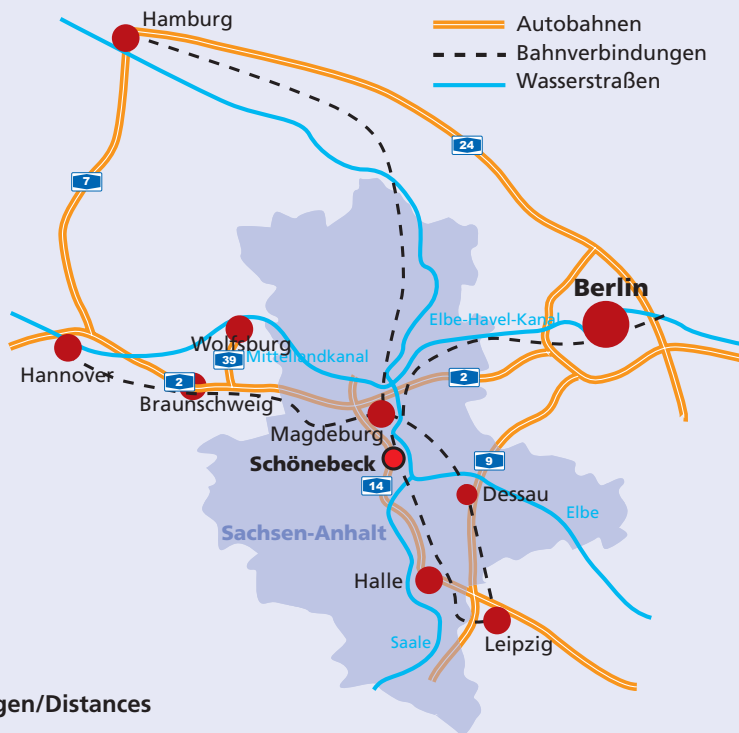 Hamburg
Autobahnen
Bahnverbindungen
Wasserstraßen
24
7
Berlin
Elbe-Havel-Kanal
Wolfsburg
39
Mittellandkanal
Hannover
2
2
Braunschweig
Magdeburg
Schönebeck
9
14
Dessau
Elbe
Sachsen-Anhalt
Halle
Saale
Leipzig
gen/Distances